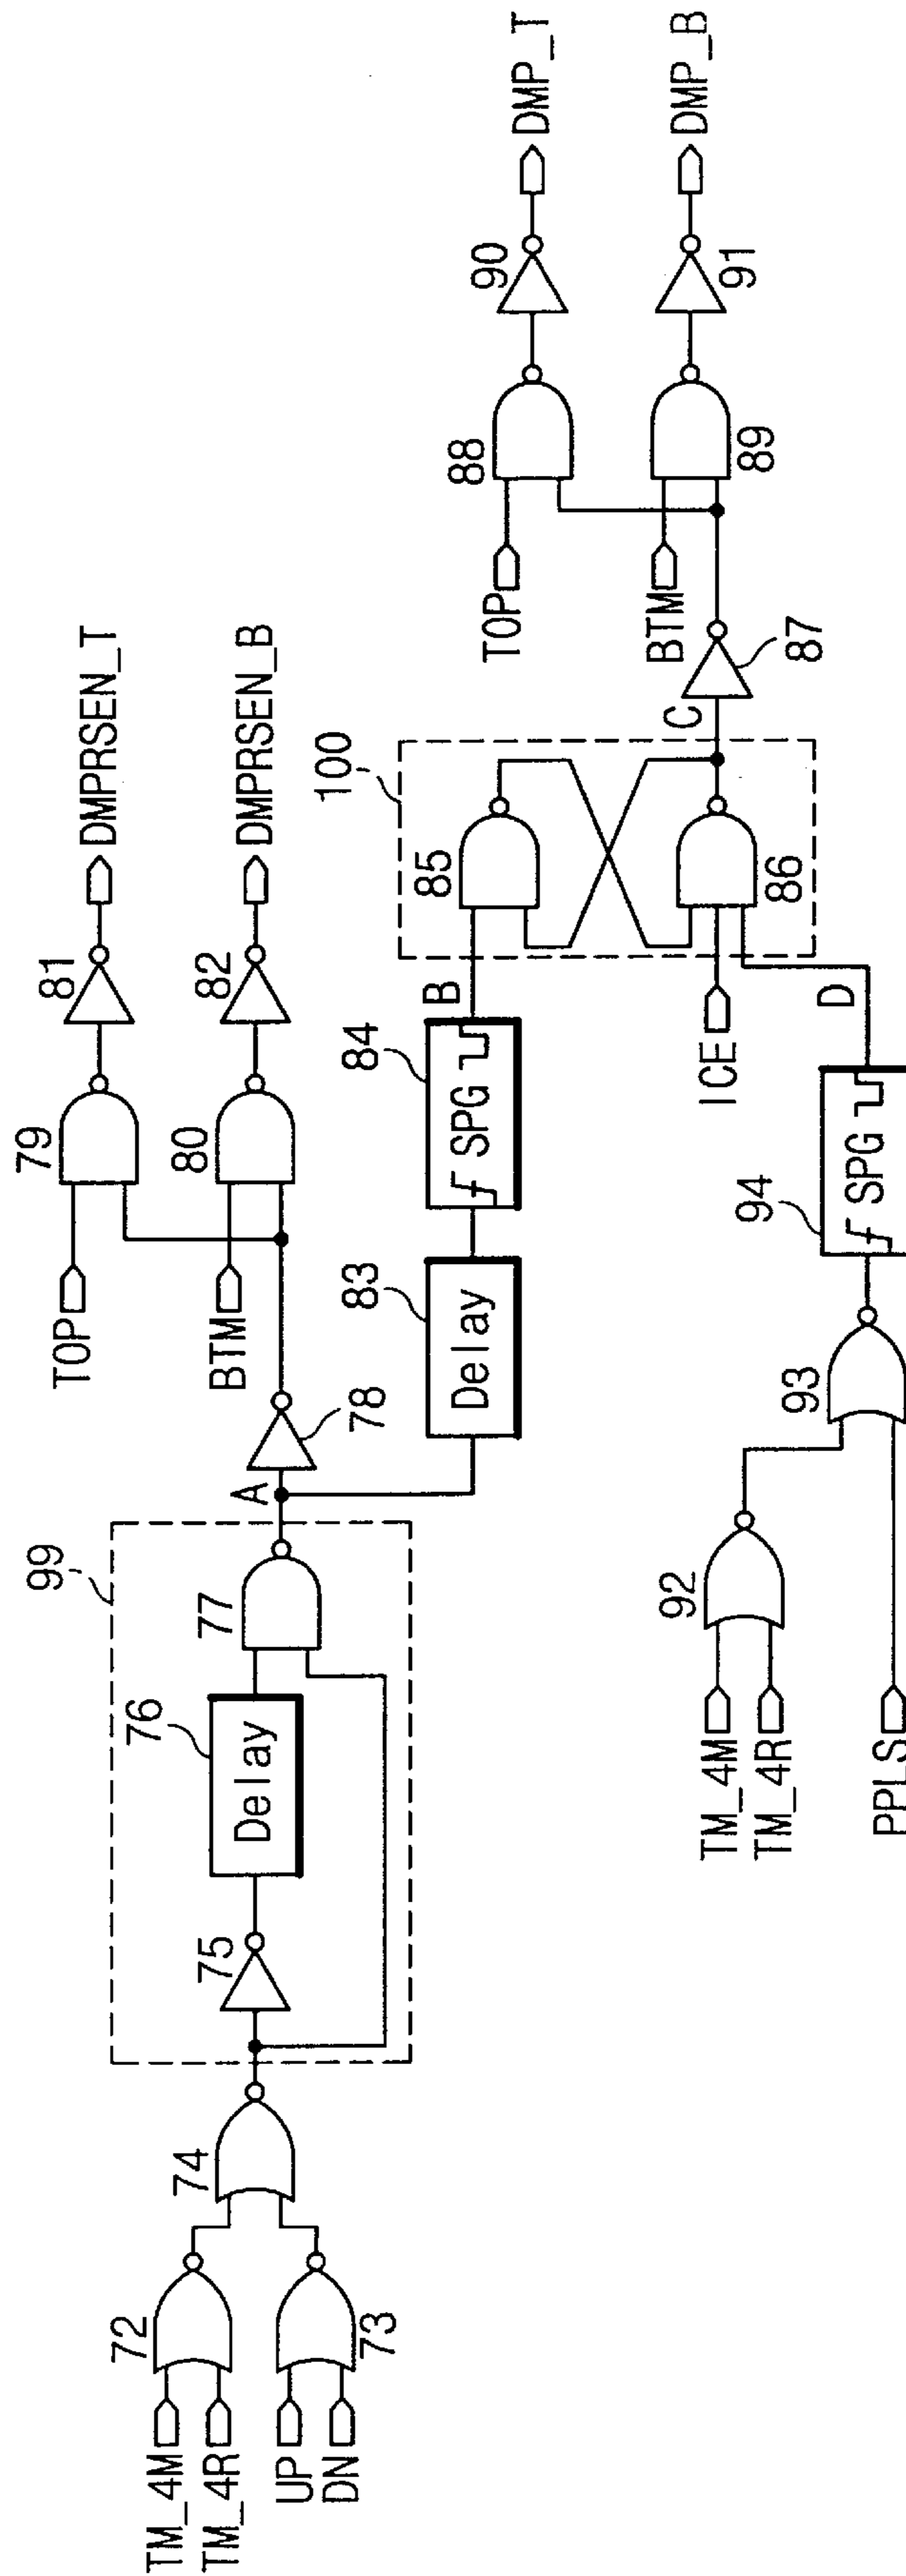 TM_4M
TM_4R
UP
DN
72
73
74
75
76
Delay
77
99
A
78
TOP
BTM
79
80
81
82
DMPRSEN_T
DMPRSEN_B
83
Delay
84
SPG
B
100
85
86
ICE
C
87
TOP
BTM
88
89
90
91
DMP_T
DMP_B
TM_4M
TM_4R
PPLS
92
93
94
SPG
D